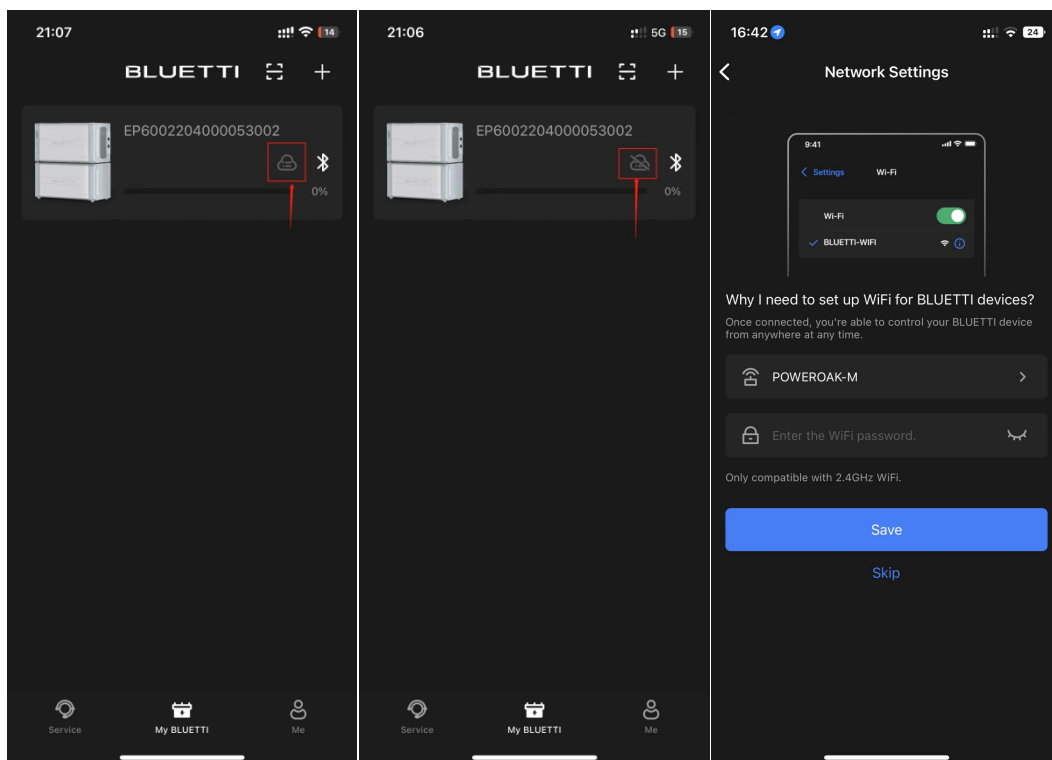 21:07
14
BLUETTI
EP6002204000053002
0%
Service
My BLUETTI
Me
21:06
5G 15
BLUETTI
EP6002204000053002
0%
Service
My BLUETTI
Me
16:42
24
Network Settings
9:41
Settings
Wi-Fi
Wi-Fi
BLUETTI-WIFI
Why I need to set up WiFi for BLUETTI devices?
Once connected, you're able to control your BLUETTI device
from anywhere at any time.
POWEROAK-M
Enter the WiFi password.
Only compatible with 2.4GHz WiFi.
Save
Skip